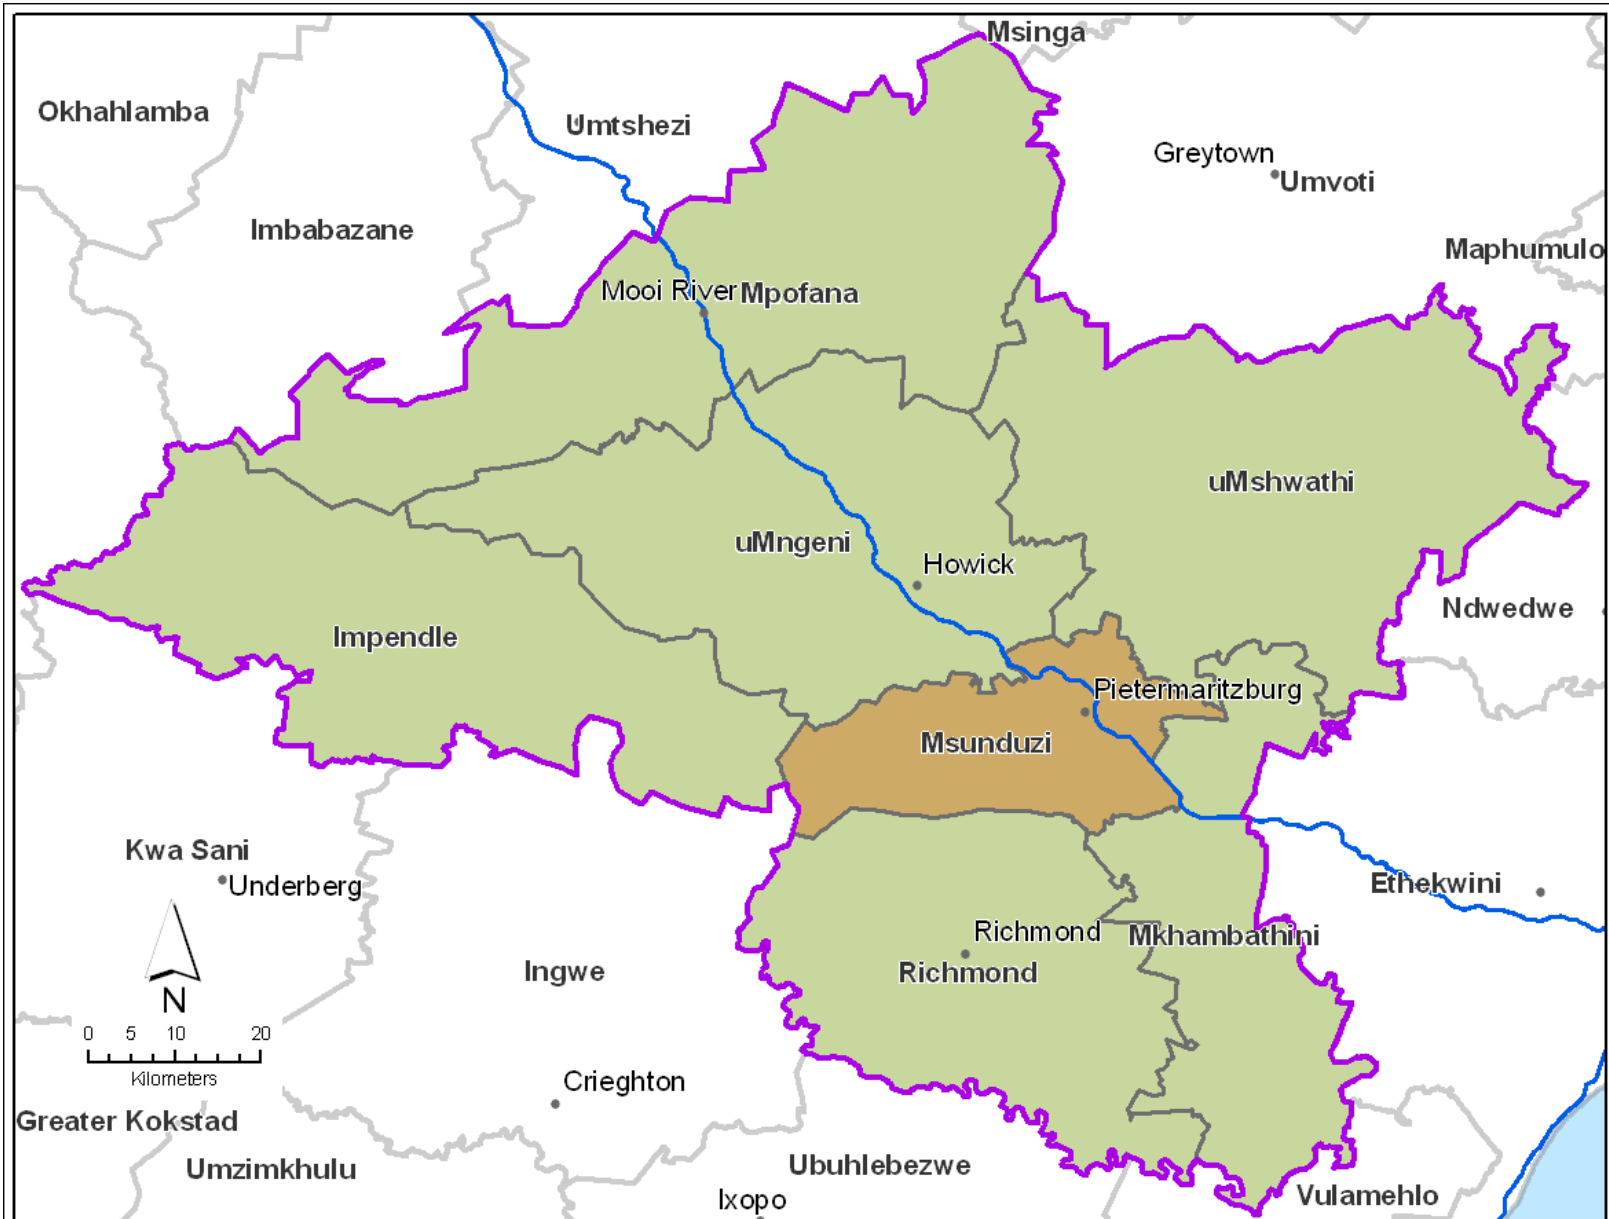 Msinga
Okhahlamba
Umtshezi
Greytown
Umvoti
Imbabazane
Maphumulo
Mooi River
Mpofana
uMshwathi
uMngeni
Howick
Ndwedwe
Impendle
Pietermaritzburg
Msunduzi
Kwa Sani
Underberg
Ethekwini
Richmond
Mkhambathini
Ingwe
Richmond
N
0 5 10 20
Kilometers
Crieghton
Greater Kokstad
Umzimkhulu
Ubuhlebezwe
Ixopo
Vulamehlo